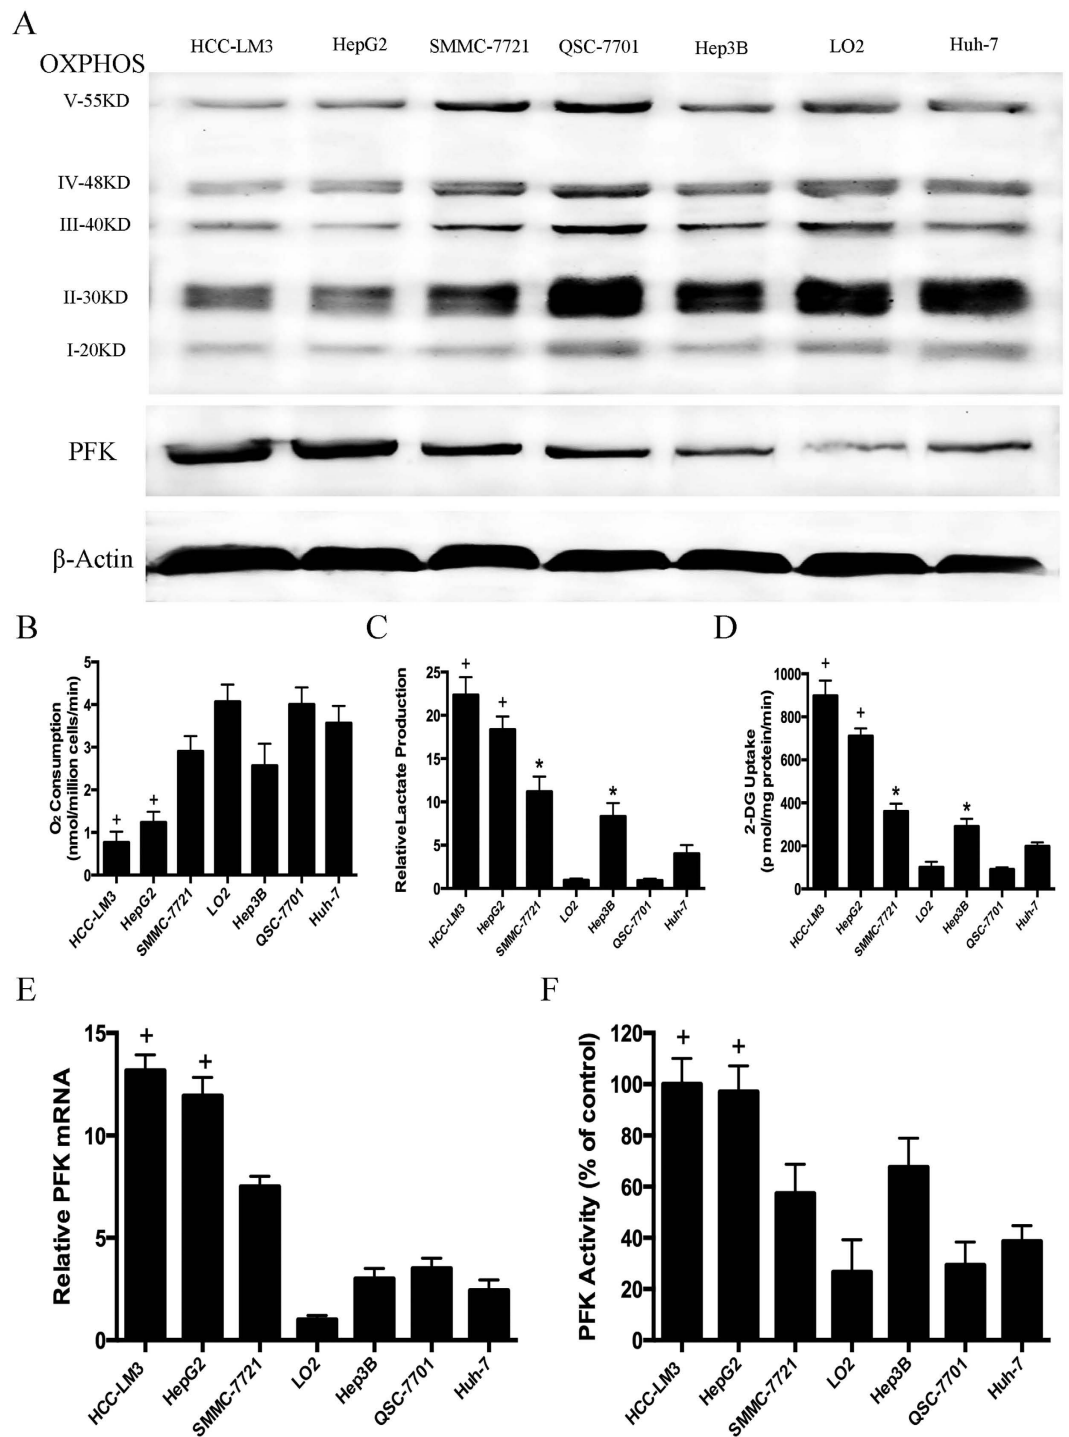 A
HCC-LM3 HepG2 SMMC-7721 QSC-7701 Hep3B LO2 Huh-7
OXPHOS
V-55KD
IV-48KD
III-40KD
II-30KD
I-20KD
PFK
β-Actin
B
O2 Consumption
(nmol/million cells/min)
5
4
3
2
1
0
HCC-LM3
HepG2
SMMC-7721
LO2
Hep3B
QSC-7701
Huh-7
+
+
C
Relative Lactate Production
25
20
15
10
5
0
HCC-LM3
HepG2
SMMC-7721
LO2
Hep3B
QSC-7701
Huh-7
+
+
*
*
D
2-DG Uptake
(p mol/mg protein/min)
1000
800
600
400
200
0
HCC-LM3
HepG2
SMMC-7721
LO2
Hep3B
QSC-7701
Huh-7
+
+
*
*
E
Relative PFK mRNA
15
10
5
0
HCC-LM3
HepG2
SMMC-7721
LO2
Hep3B
QSC-7701
Huh-7
+
+
F
PFK Activity (% of control)
120
100
80
60
40
20
0
HCC-LM3
HepG2
SMMC-7721
LO2
Hep3B
QSC-7701
Huh-7
+
+